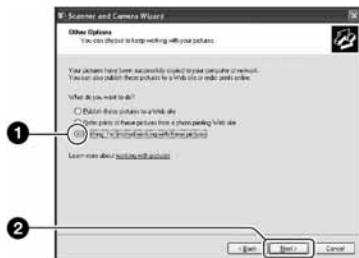 Scanner and Camera Wizard
Other Options
You can choose to keep working with your pictures.
Your pictures have been successfully copied to your computer or network.
You can also publish these pictures to a Web site or order prints online.
What do you want to do?
Publish these pictures to a Web site
Order prints of these pictures from a photo printing Web site
Nothing. I'm finished working with these pictures
Learn more about working with pictures.
1
2
< Back
Next >
Cancel